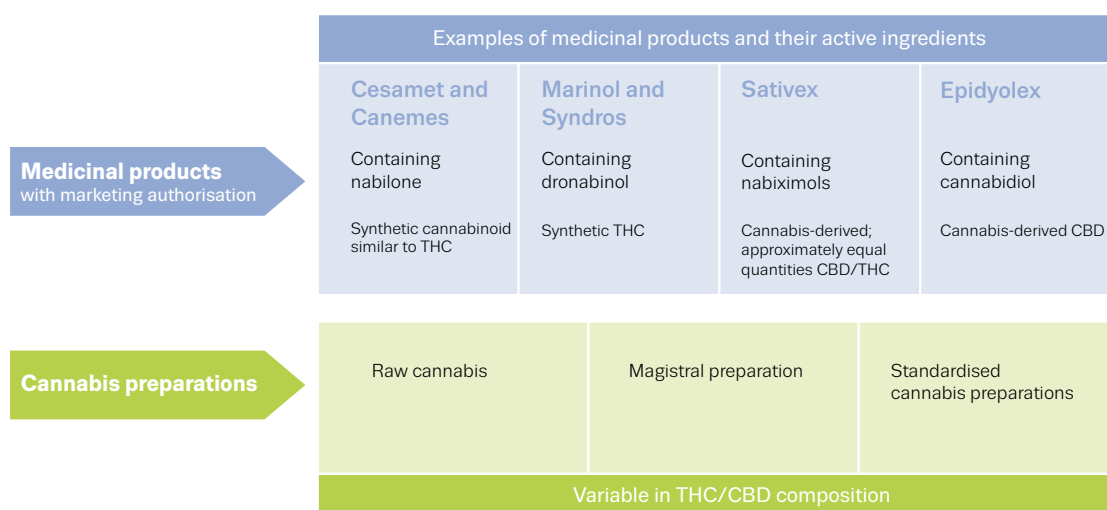 Examples of medicinal products and their active ingredients
Medicinal products
with marketing authorisation
Cesamet and
Canemes
Containing
nabilone
Synthetic cannabinoid
similar to THC
Marinol and
Syndros
Containing
dronabinol
Synthetic THC
Sativex
Containing
nabiximols
Cannabis-derived;
approximately equal
quantities CBD/THC
Epidyolex
Containing
cannabidiol
Cannabis-derived CBD
Cannabis preparations
Raw cannabis
Magistral preparation
Standardised
cannabis preparations
Variable in THC/CBD composition